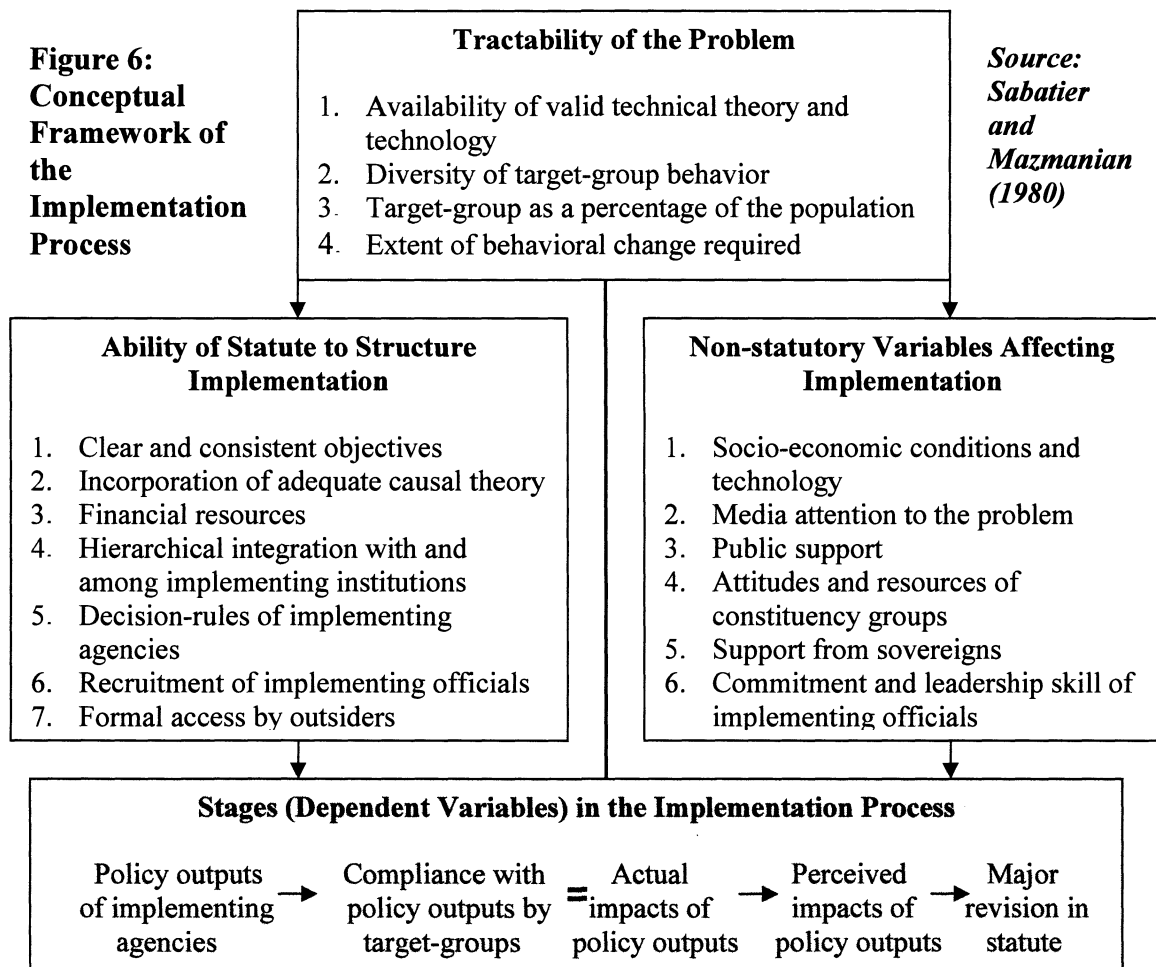 Figure 6:
Conceptual
Framework of
the
Implementation
Process
Tractability of the Problem
1. Availability of valid technical theory and
technology
2. Diversity of target-group behavior
3. Target-group as a percentage of the population
4. Extent of behavioral change required
Source:
Sabatier
and
Mazmanian
(1980)
Ability of Statute to Structure
Implementation
1. Clear and consistent objectives
2. Incorporation of adequate causal theory
3. Financial resources
4. Hierarchical integration with and
among implementing institutions
5. Decision-rules of implementing
agencies
6. Recruitment of implementing officials
7. Formal access by outsiders
Non-statutory Variables Affecting
Implementation
1. Socio-economic conditions and
technology
2. Media attention to the problem
3. Public support
4. Attitudes and resources of
constituency groups
5. Support from sovereigns
6. Commitment and leadership skill of
implementing officials
Stages (Dependent Variables) in the Implementation Process
Policy outputs
of implementing
agencies
Compliance with
policy outputs by
target-groups
=
Actual
impacts of
policy outputs
Perceived
impacts of
policy outputs
Major
revision in
statute